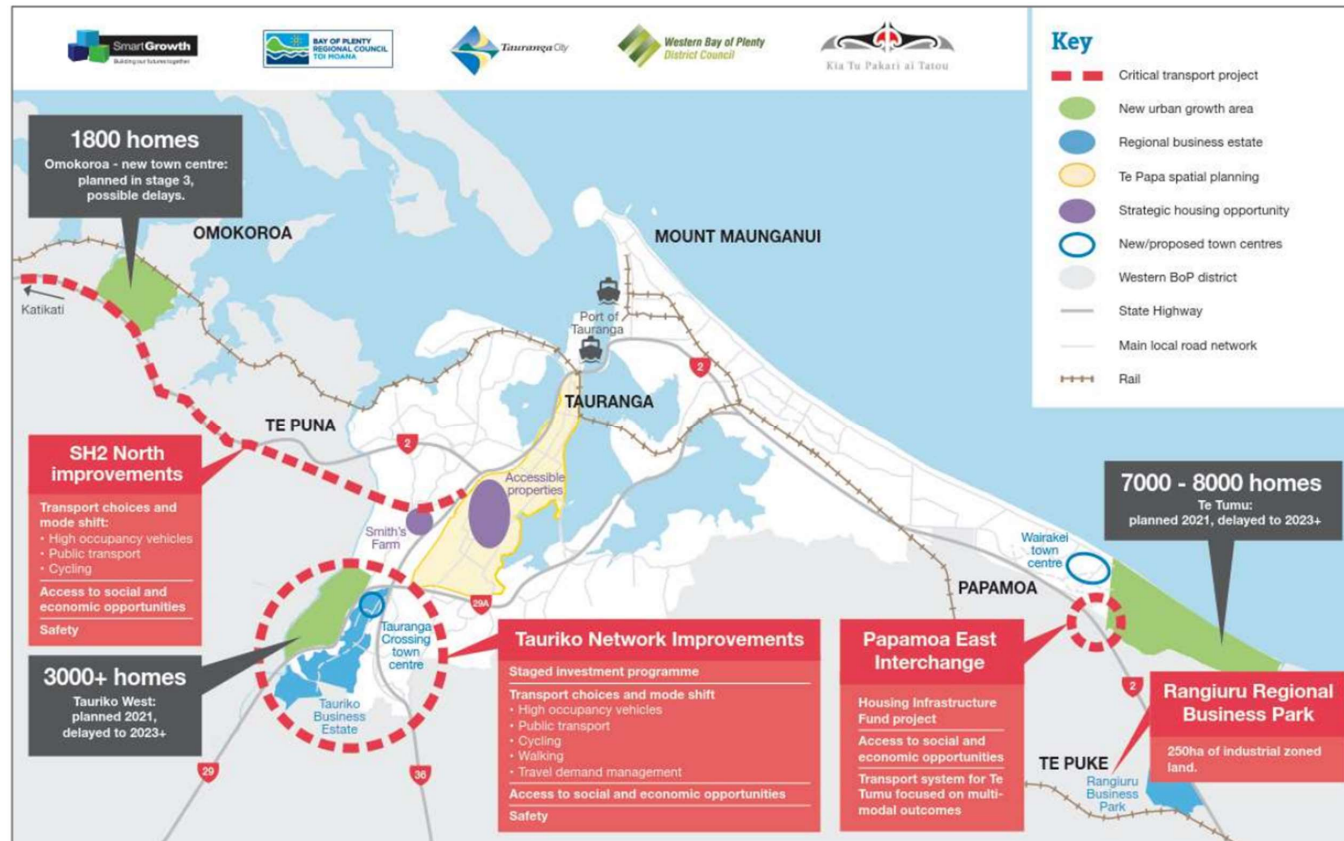 SmartGrowth
Building our futures together
BAY OF PLENTY
REGIONAL COUNCIL
TOI MOANA
Tauranga City
Western Bay of Plenty
District Council
Kia Tu Pakari ai Tatou
Key
Critical transport project
New urban growth area
Regional business estate
Te Papa spatial planning
Strategic housing opportunity
New/proposed town centres
Western BoP district
State Highway
Main local road network
Rail
1800 homes
Omokoroa - new town centre:
planned in stage 3,
possible delays.
OMOKOROA
MOUNT MAUNGANUI
Katikati
Port of
Tauranga
2
TAURANGA
TE PUNA
2
SH2 North
improvements
Transport choices and
mode shift:
• High occupancy vehicles
• Public transport
• Cycling
Access to social and
economic opportunities
Safety
Accessible
properties
Smith's
Farm
7000 - 8000 homes
Te Tumu:
planned 2021, delayed to 2023+
Wairakei
town
centre
PAPAMOA
29A
Tauranga
Crossing
town
centre
3000+ homes
Tauriko West:
planned 2021,
delayed to 2023+
Tauriko
Business
Estate
29
36
Tauriko Network Improvements
Staged investment programme
Transport choices and mode shift
• High occupancy vehicles
• Public transport
• Cycling
• Walking
• Travel demand management
Access to social and economic opportunities
Safety
Papamoa East
Interchange
Housing Infrastructure
Fund project
Access to social and
economic opportunities
Transport system for Te
Tumu focused on multi-
modal outcomes
2
Rangiuru Regional
Business Park
250ha of industrial zoned
land.
TE PUKE
Rangiuru
Business
Park